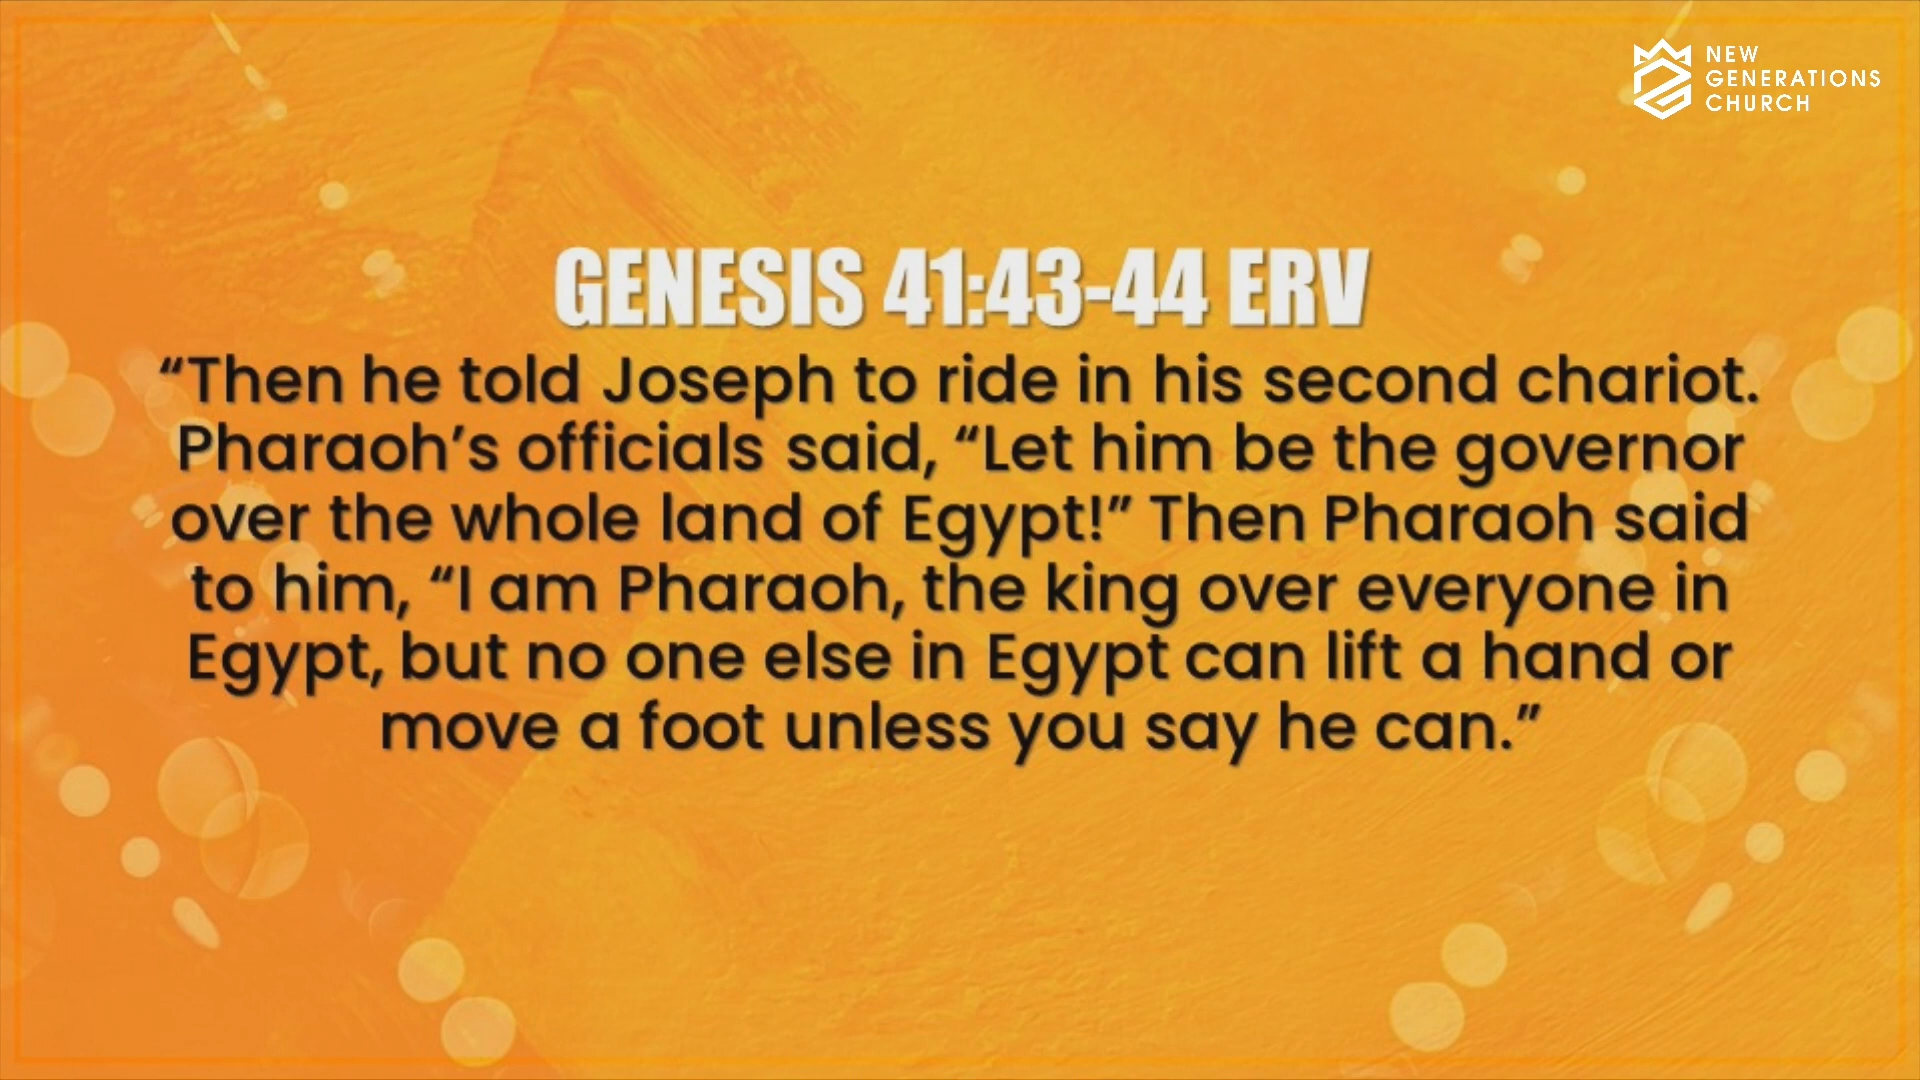 NEW
GENERATIONS
CHURCH
GENESIS 41:43-44 ERV
“Then he told Joseph to ride in his second chariot.
Pharaoh’s officials said, “Let him be the governor
over the whole land of Egypt!” Then Pharaoh said
to him, “I am Pharaoh, the king over everyone in
Egypt, but no one else in Egypt can lift a hand or
move a foot unless you say he can.”